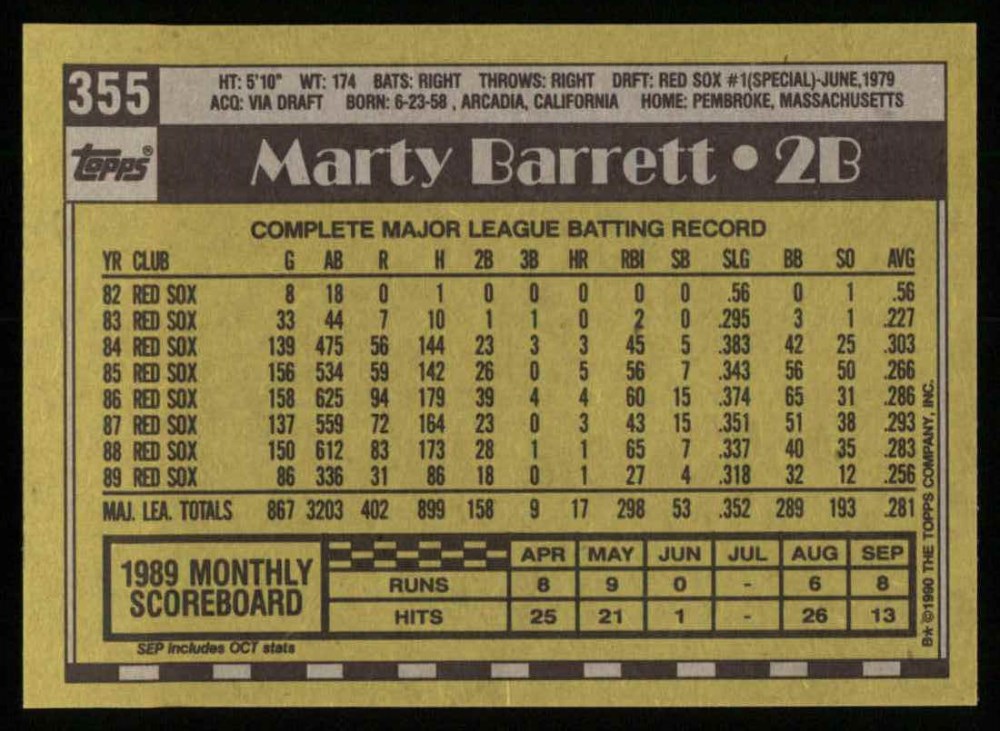 355
HT: 5'10" WT: 174 BATS: RIGHT THROWS: RIGHT DRFT: RED SOX #1(SPECIAL)-JUNE,1979
ACQ: VIA DRAFT BORN: 6-23-58 , ARCADIA, CALIFORNIA HOME: PEMBROKE, MASSACHUSETTS
topps®
Marty Barrett • 2B
COMPLETE MAJOR LEAGUE BATTING RECORD
YR CLUB G AB R H 2B 3B HR RBI SB SLG BB SO AVG
82 RED SOX 8 18 0 1 0 0 0 0 0 .56 0 1 .56
83 RED SOX 33 44 7 10 1 1 0 2 0 .295 3 1 .227
84 RED SOX 139 475 56 144 23 3 3 45 5 .383 42 25 .303
85 RED SOX 156 534 59 142 26 0 5 56 7 .343 56 50 .266
86 RED SOX 158 625 94 179 39 4 4 60 15 .374 65 31 .286
87 RED SOX 137 559 72 164 23 0 3 43 15 .351 51 38 .293
88 RED SOX 150 612 83 173 28 1 1 65 7 .337 40 35 .283
89 RED SOX 86 336 31 86 18 0 1 27 4 .318 32 12 .256
MAJ. LEA. TOTALS 867 3203 402 899 158 9 17 298 53 .352 289 193 .281
1989 MONTHLY
SCOREBOARD
APR MAY JUN JUL AUG SEP
RUNS 8 9 0 - 6 8
HITS 25 21 1 - 26 13
SEP includes OCT stats
B* ©1990 THE TOPPS COMPANY, INC.